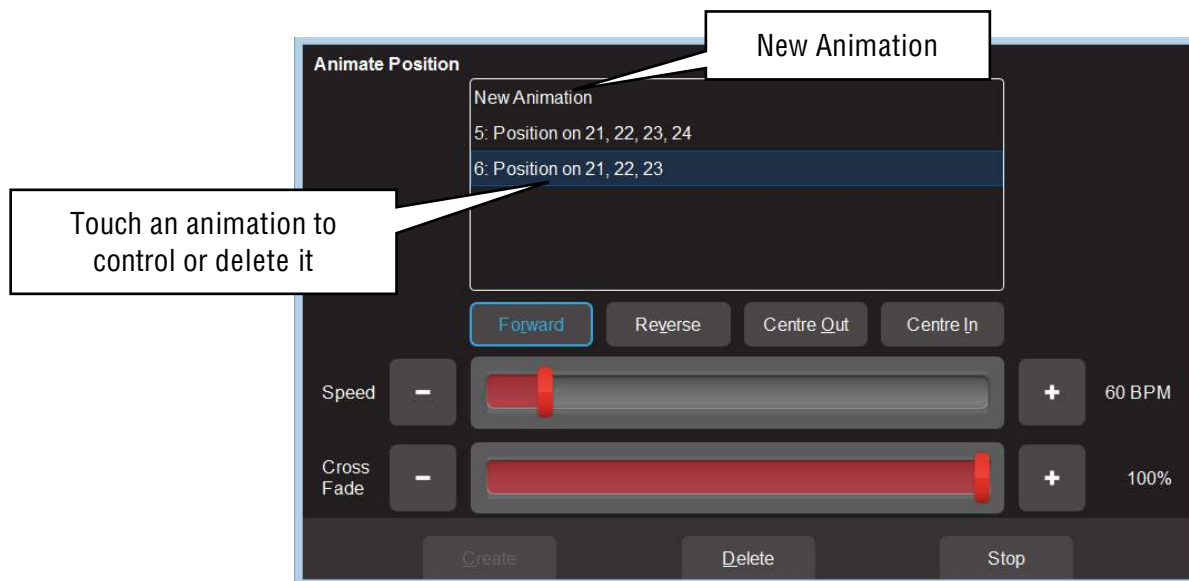 New Animation
Animate Position
New Animation
5: Position on 21, 22, 23, 24
6: Position on 21, 22, 23
Touch an animation to
control or delete it
Forward
Reverse
Centre Out
Centre In
Speed
-
+
60 BPM
Cross
Fade
-
+
100%
Create
Delete
Stop